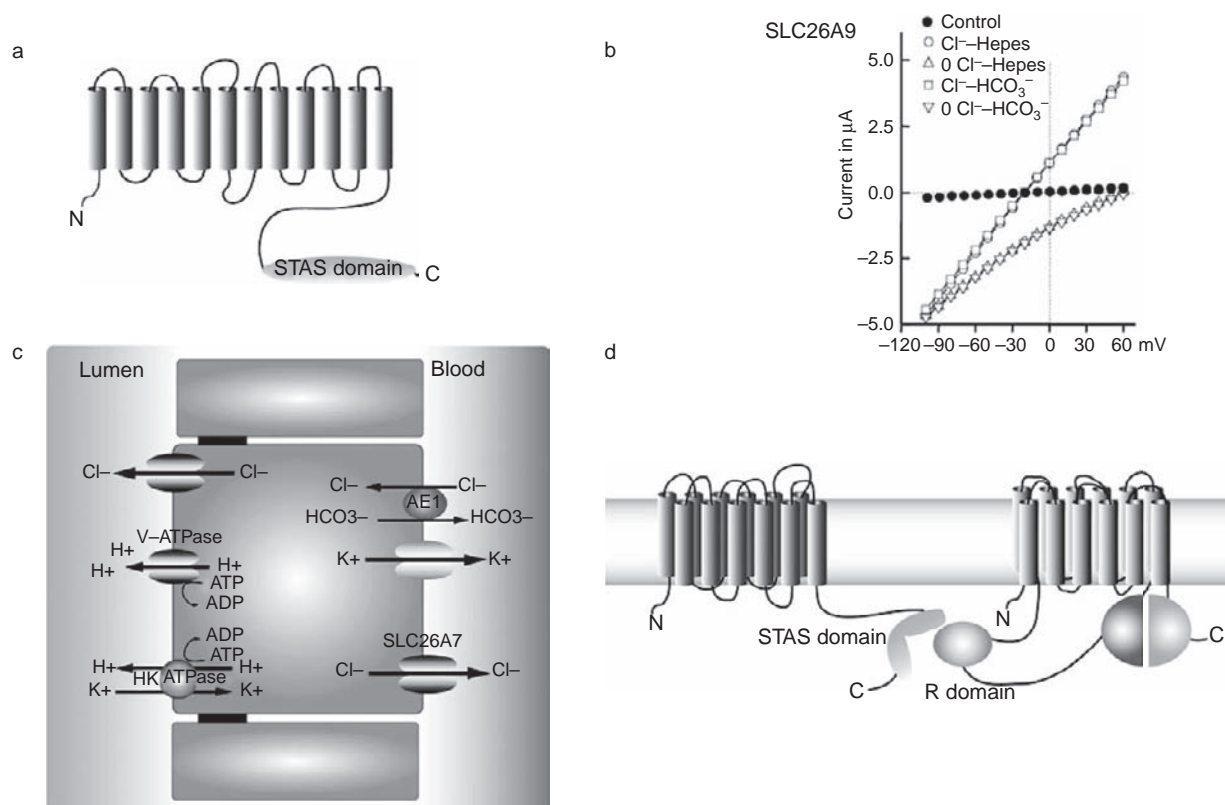 a
N
STAS domain
C
b
SLC26A9
Control
Cl⁻–Hepes
0 Cl⁻–Hepes
Cl⁻–HCO₃⁻
0 Cl⁻–HCO₃⁻
Current in μA
5.0
2.5
0.0
–2.5
–5.0
–120 –90 –60 –30 0 30 60 mV
c
Lumen
Blood
Cl– Cl–
Cl– Cl–
AE1
HCO3– HCO3–
V–ATPase
H+
H+ H+
ATP
ADP
K+ K+
ADP
ATP
H+ H+
HK ATPase
K+ K+
SLC26A7
Cl– Cl–
d
N
STAS domain
C
N
R domain
C